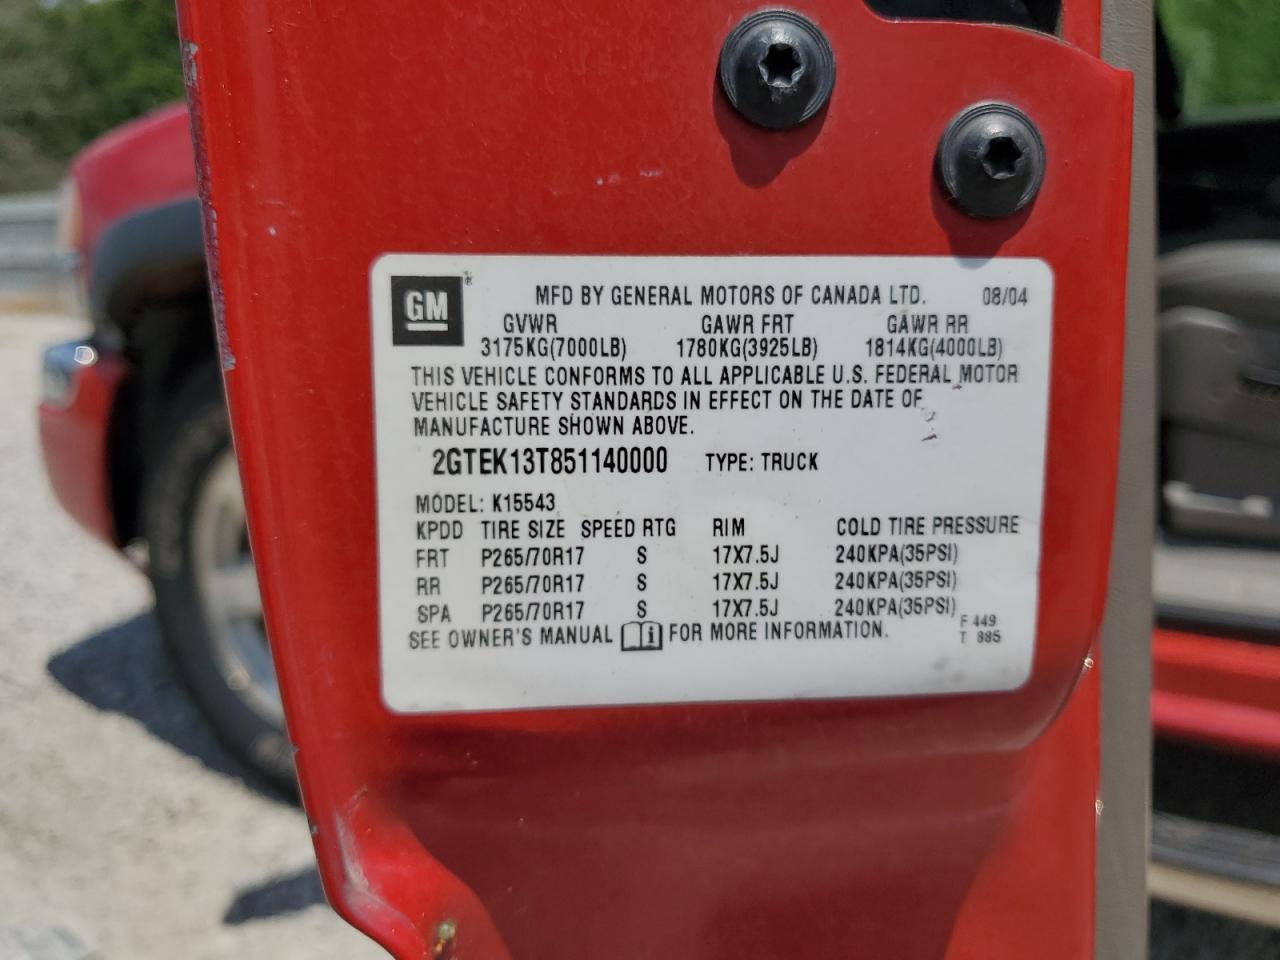 GM
MFD BY GENERAL MOTORS OF CANADA LTD. 08/04
GVWR GAWR FRT GAWR RR
3175KG(7000LB) 1780KG(3925LB) 1814KG(4000LB)
THIS VEHICLE CONFORMS TO ALL APPLICABLE U.S. FEDERAL MOTOR
VEHICLE SAFETY STANDARDS IN EFFECT ON THE DATE OF
MANUFACTURE SHOWN ABOVE.
2GTEK13T851140000 TYPE: TRUCK
MODEL: K15543
KPDD TIRE SIZE SPEED RTG RIM COLD TIRE PRESSURE
FRT P265/70R17 S 17X7.5J 240KPA(35PSI)
RR P265/70R17 S 17X7.5J 240KPA(35PSI)
SPA P265/70R17 S 17X7.5J 240KPA(35PSI)
SEE OWNER'S MANUAL i FOR MORE INFORMATION.
F 449
T 885